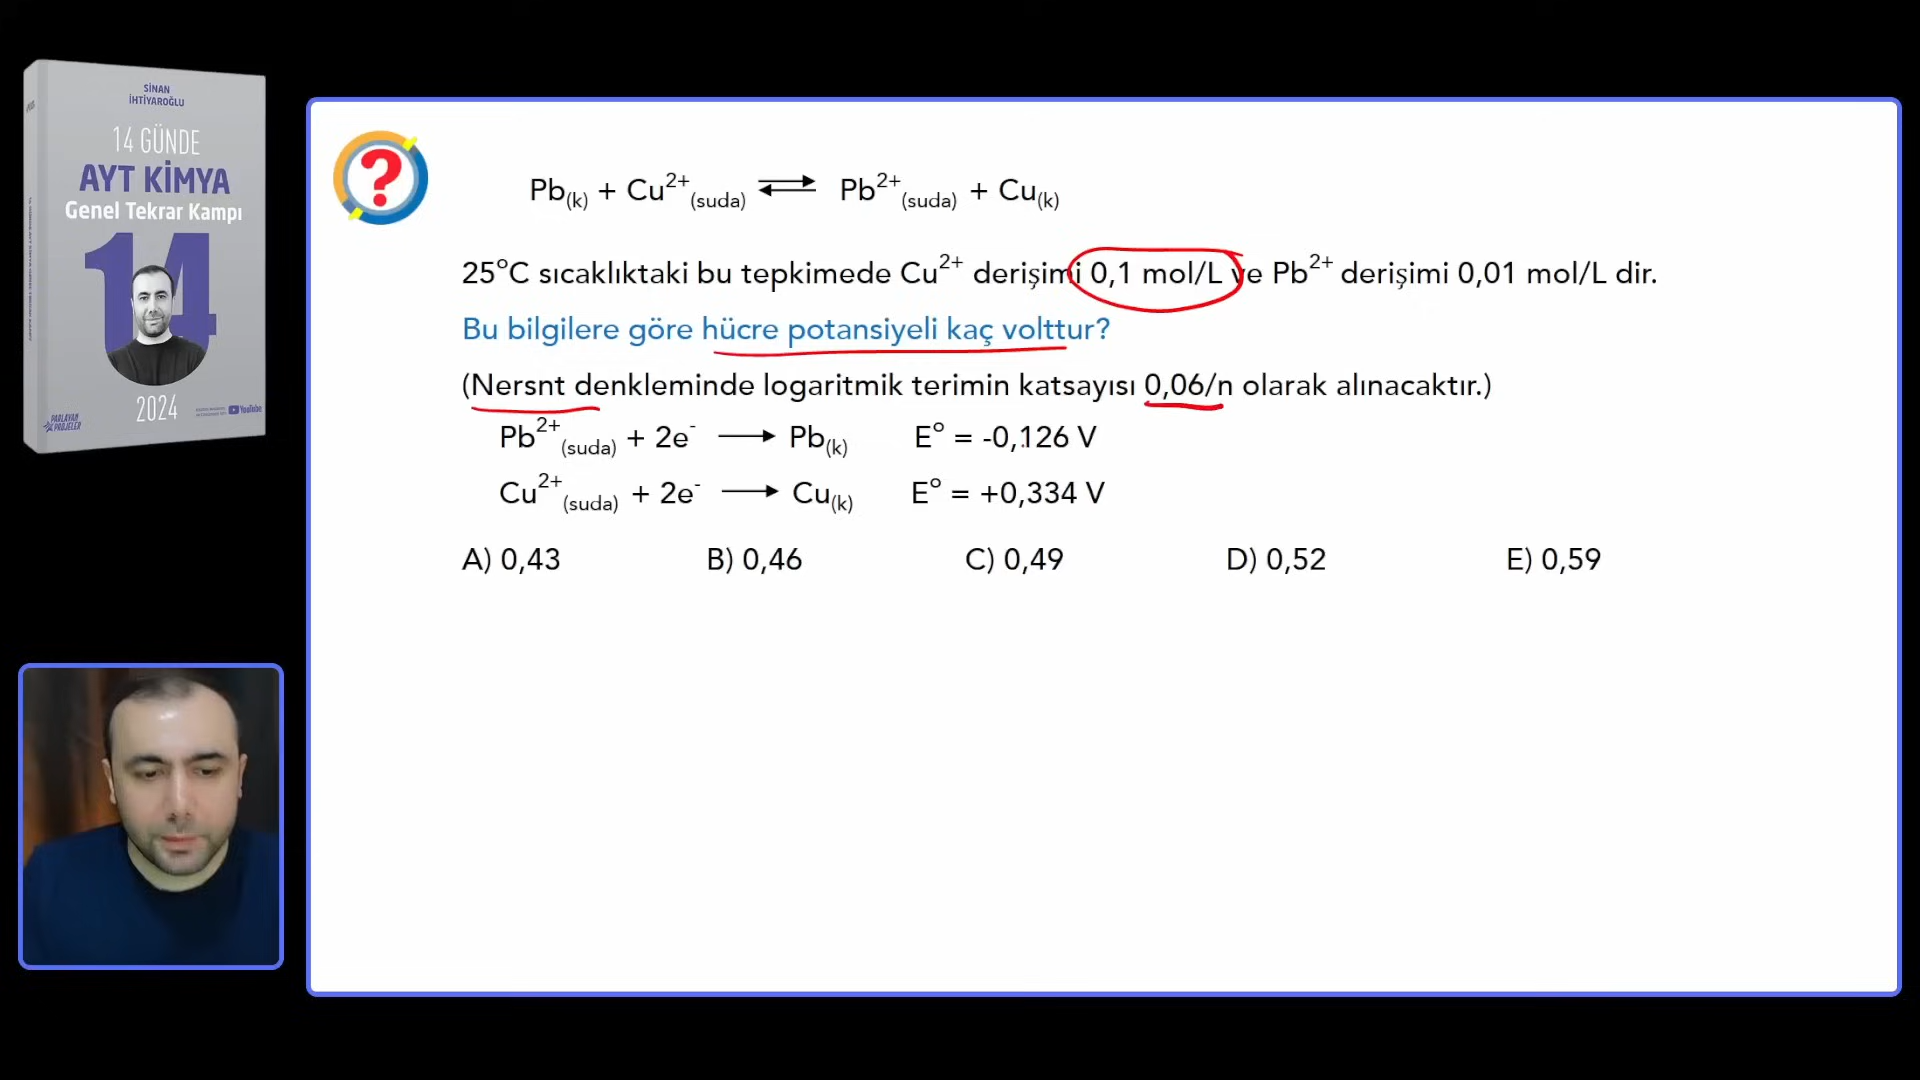 SİNAN
İHTİYAROĞLU
14 GÜNDE
AYT KİMYA
Genel Tekrar Kampı
14
2024
PARLAYAN
PROJELER
YouTube
?
Pb(k) + Cu²⁺(suda) ⇌ Pb²⁺(suda) + Cu(k)
25°C sıcaklıktaki bu tepkimede Cu²⁺ derişimi 0,1 mol/L ve Pb²⁺ derişimi 0,01 mol/L dir.
Bu bilgilere göre hücre potansiyeli kaç volttur?
(Nersnt denkleminde logaritmik terimin katsayısı 0,06/n olarak alınacaktır.)
Pb²⁺(suda) + 2e⁻ ⟶ Pb(k) E° = -0,126 V
Cu²⁺(suda) + 2e⁻ ⟶ Cu(k) E° = +0,334 V
A) 0,43 B) 0,46 C) 0,49 D) 0,52 E) 0,59